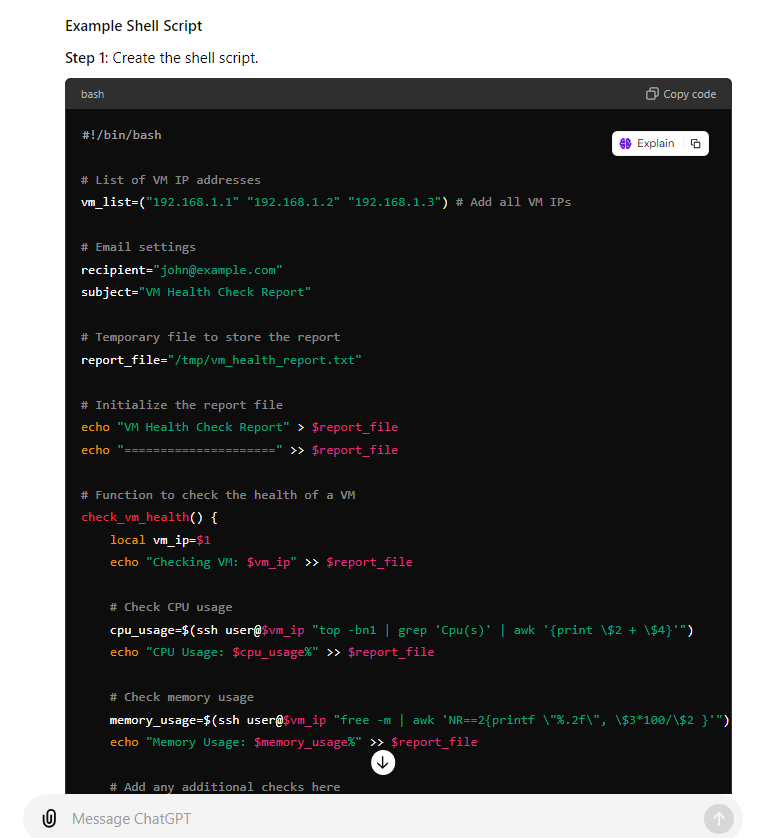 Example Shell Script
Step 1: Create the shell script.
bash
Copy code
#!/bin/bash
Explain
# List of VM IP addresses
vm_list=("192.168.1.1" "192.168.1.2" "192.168.1.3") # Add all VM IPs
# Email settings
recipient="john@example.com"
subject="VM Health Check Report"
# Temporary file to store the report
report_file="/tmp/vm_health_report.txt"
# Initialize the report file
echo "VM Health Check Report" > $report_file
echo "=====================" >> $report_file
# Function to check the health of a VM
check_vm_health() {
    local vm_ip=$1
    echo "Checking VM: $vm_ip" >> $report_file
    # Check CPU usage
    cpu_usage=$(ssh user@$vm_ip "top -bn1 | grep 'Cpu(s)' | awk '{print \$2 + \$4}'")
    echo "CPU Usage: $cpu_usage%" >> $report_file
    # Check memory usage
    memory_usage=$(ssh user@$vm_ip "free -m | awk 'NR==2{printf \"%.2f\", \$3*100/\$2 }'")
    echo "Memory Usage: $memory_usage%" >> $report_file
    # Add any additional checks here
Message ChatGPT